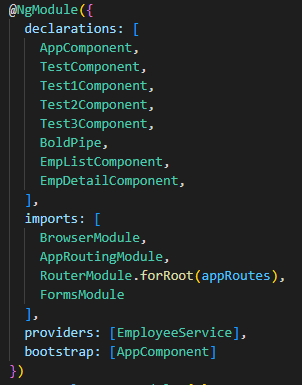 @NgModule({
  declarations: [
    AppComponent,
    TestComponent,
    Test1Component,
    Test2Component,
    Test3Component,
    BoldPipe,
    EmpListComponent,
    EmpDetailComponent,
  ],
  imports: [
    BrowserModule,
    AppRoutingModule,
    RouterModule.forRoot(appRoutes),
    FormsModule
  ],
  providers: [EmployeeService],
  bootstrap: [AppComponent]
})